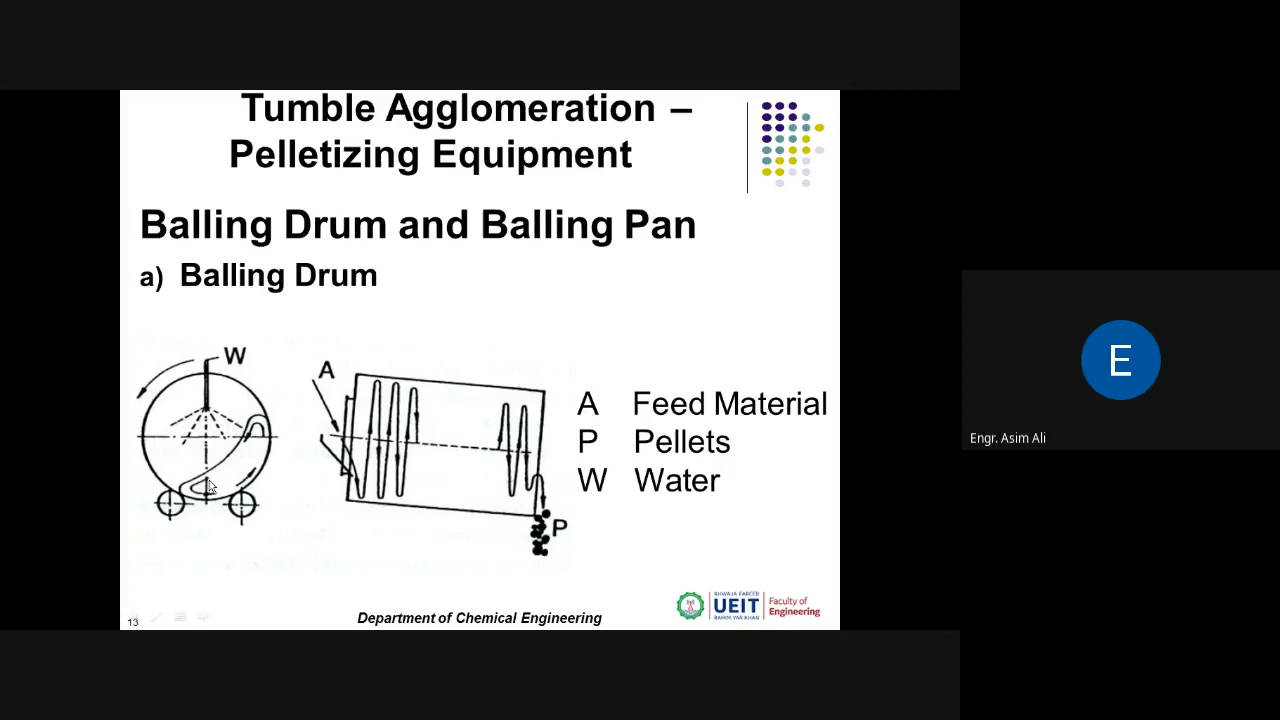 Tumble Agglomeration –
Pelletizing Equipment
Balling Drum and Balling Pan
a) Balling Drum
W
A
P
A Feed Material
P Pellets
W Water
13
Department of Chemical Engineering
KHWAJA FAREED
UEIT
RAHIM YAR KHAN
Faculty of
Engineering
E
Engr. Asim Ali